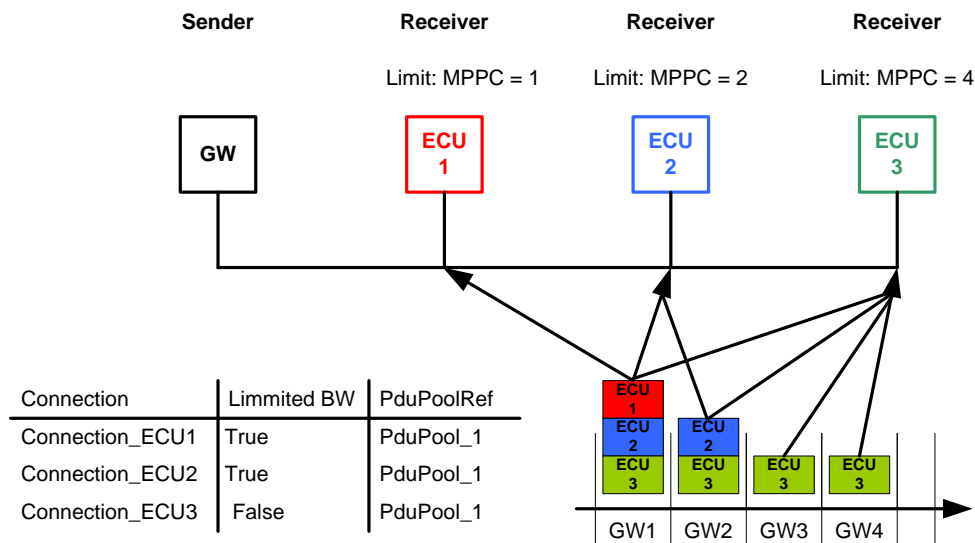 Sender Receiver Receiver Receiver
Limit: MPPC = 1 Limit: MPPC = 2 Limit: MPPC = 4
GW
ECU
1
ECU
2
ECU
3
Connection Limmited BW PduPoolRef
Connection_ECU1 True PduPool_1
Connection_ECU2 True PduPool_1
Connection_ECU3 False PduPool_1
ECU
1
ECU
2
ECU
3
ECU
2
ECU
3
ECU
3
ECU
3
GW1 GW2 GW3 GW4